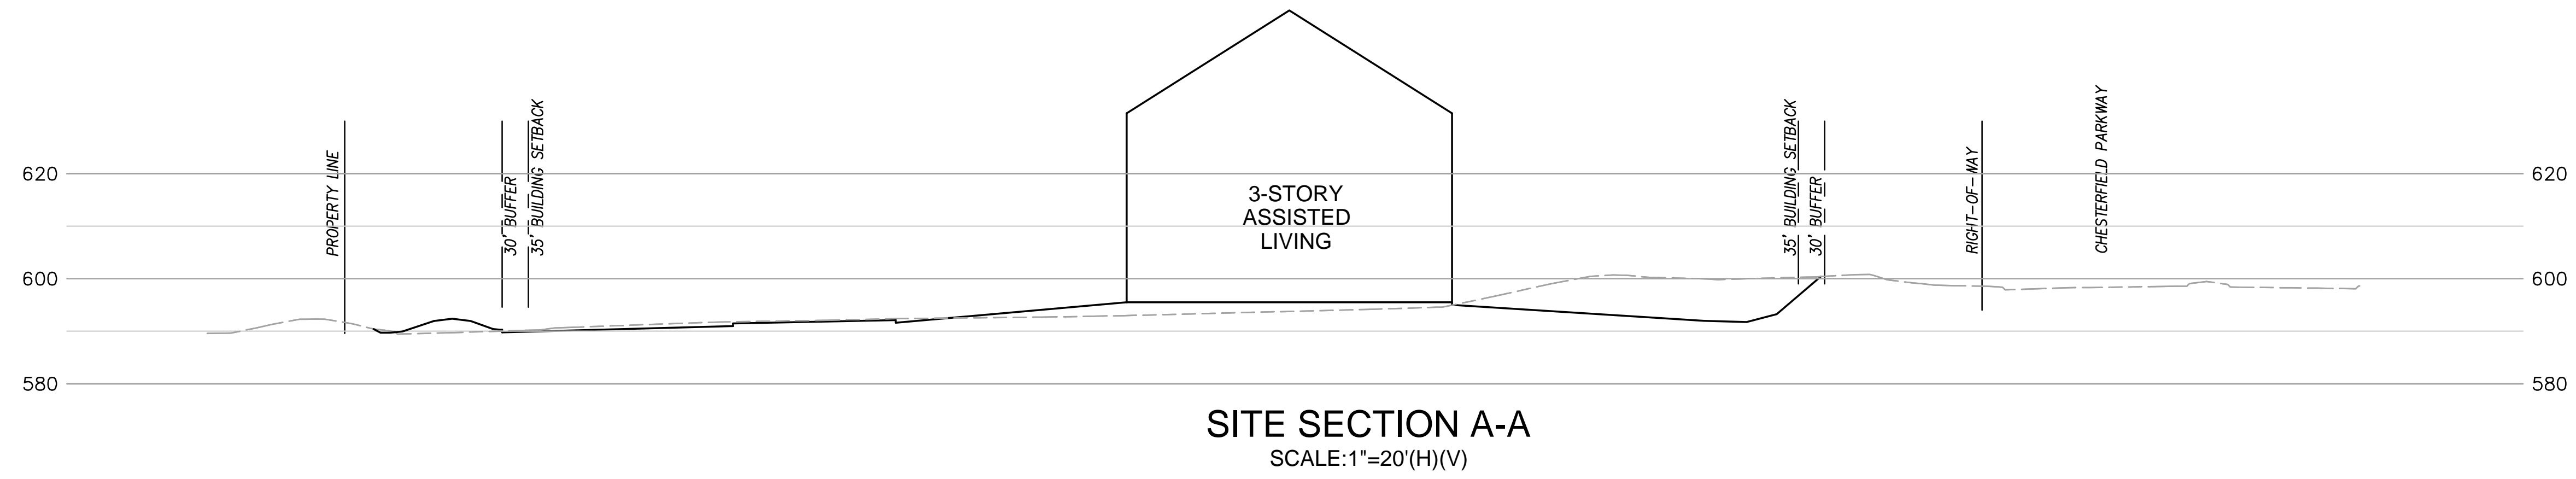 PROPERTY LINE
30' BUFFER
35' BUILDING SETBACK
3-STORY
ASSISTED
LIVING
35' BUILDING SETBACK
30' BUFFER
RIGHT-OF-WAY
CHESTERFIELD PARKWAY
620
620
600
600
580
580
SITE SECTION A-A
SCALE:1"=20'(H)(V)